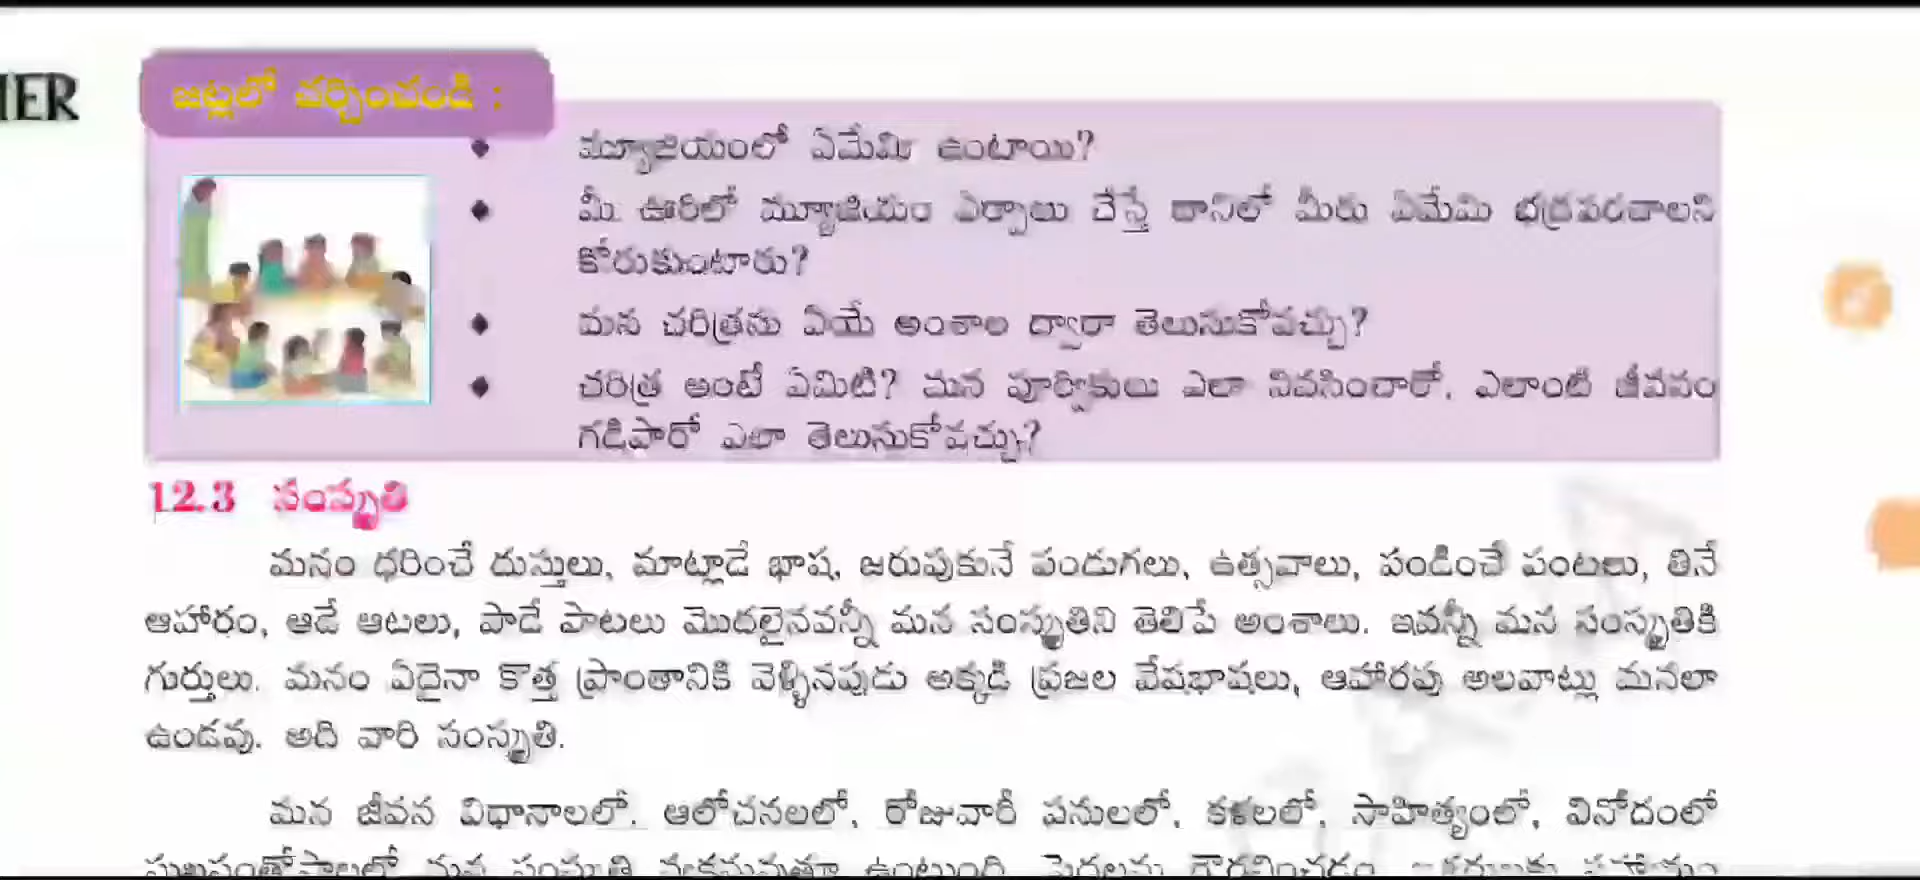 IER
జట్లలో చర్చించండి :
మ్యూజియంలో ఏమేమి ఉంటాయి?
మీ ఊరిలో మ్యూజియం ఏర్పాటు చేస్తే దానిలో మీరు ఏమేమి భద్రపరచాలని
కోరుకుంటారు?
మన చరిత్రను ఏయే అంశాల ద్వారా తెలుసుకోవచ్చు?
చరిత్ర అంటే ఏమిటి? మన పూర్వికులు ఎలా నివసించారో, ఎలాంటి జీవనం
గడిపారో ఎలా తెలుసుకోవచ్చు?
12.3 సంస్కృతి
మనం ధరించే దుస్తులు, మాట్లాడే భాష, జరుపుకునే పండుగలు, ఉత్సవాలు, పండించే పంటలు, తినే
ఆహారం, ఆడే ఆటలు, పాడే పాటలు మొదలైనవన్నీ మన సంస్కృతిని తెలిపే అంశాలు. ఇవన్నీ మన సంస్కృతికి
గుర్తులు. మనం ఏదైనా కొత్త ప్రాంతానికి వెళ్ళినపుడు అక్కడి ప్రజల వేషభాషలు, ఆహారపు అలవాట్లు మనలా
ఉండవు. అది వారి సంస్కృతి.
మన జీవన విధానాలలో, ఆలోచనలలో, రోజువారీ పనులలో, కళలలో, సాహిత్యంలో, వినోదంలో